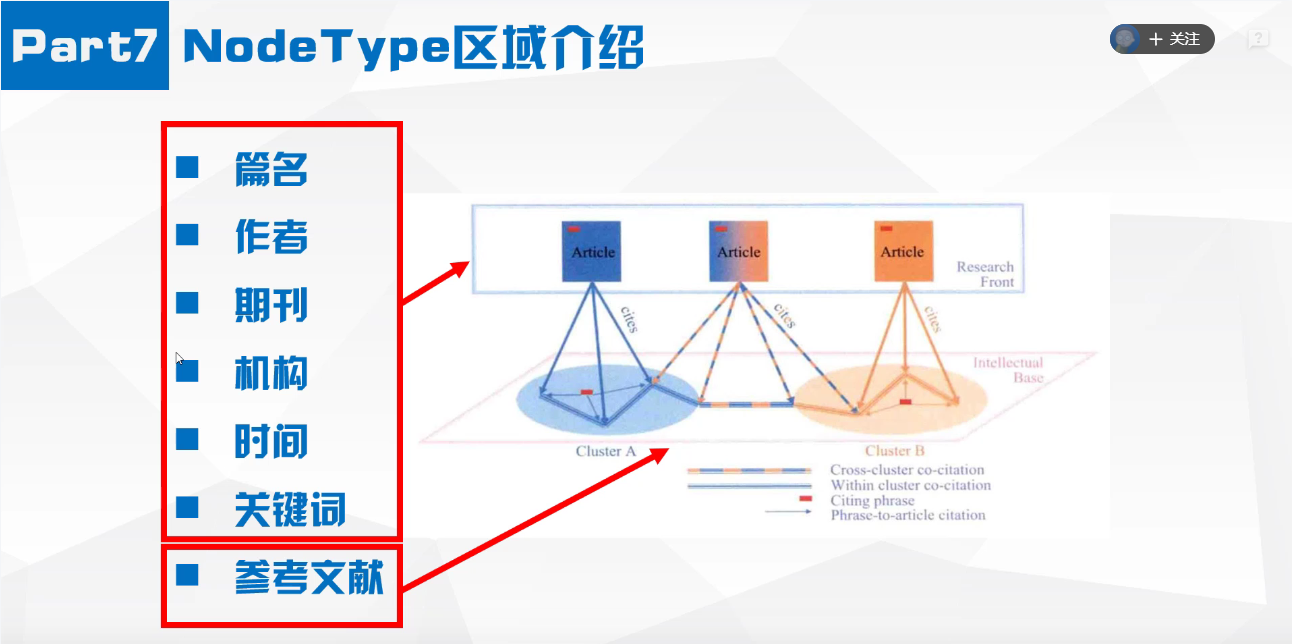 Part7 NodeType区域介绍
+ 关注
?
篇名
作者
期刊
机构
时间
关键词
参考文献
Article
Article
Article
Research
Front
cites
cites
cites
Intellectual
Base
Cluster A
Cluster B
Cross-cluster co-citation
Within cluster co-citation
Citing phrase
Phrase-to-article citation